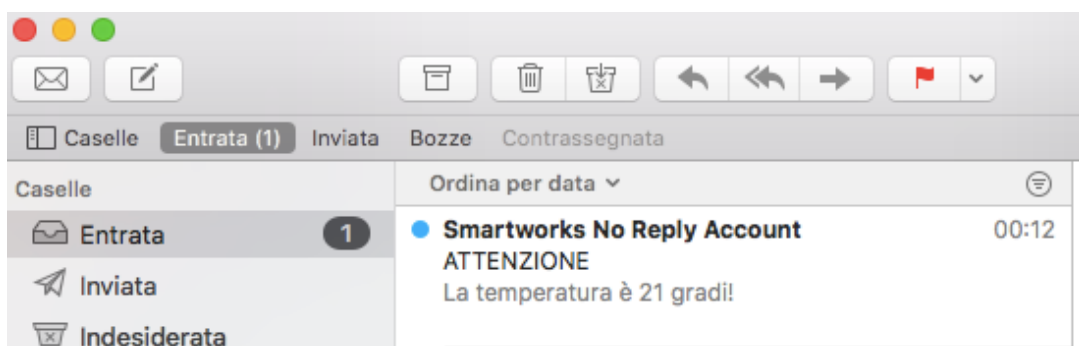 Caselle Entrata (1) Inviata Bozze Contrassegnata
Caselle
Entrata 1
Inviata
Indesiderata
Ordina per data
Smartworks No Reply Account 00:12
ATTENZIONE
La temperatura è 21 gradi!